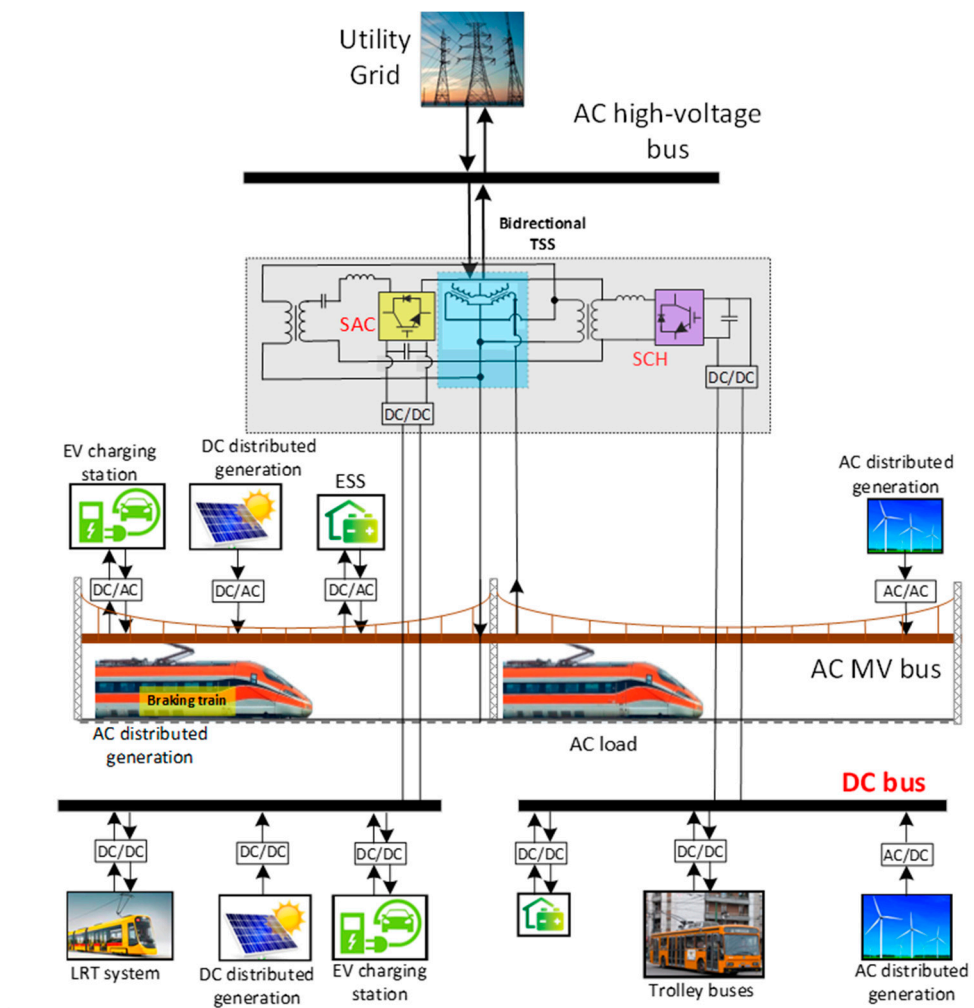 Utility
Grid
AC high-voltage
bus
Bidrectional
TSS
SAC
SCH
DC/DC
DC/DC
EV charging
station
DC distributed
generation
ESS
AC distributed
generation
DC/AC
DC/AC
DC/AC
AC/AC
AC MV bus
Braking train
AC distributed
generation
AC load
DC bus
DC/DC
DC/DC
DC/DC
DC/DC
DC/DC
AC/DC
LRT system
DC distributed
generation
EV charging
station
Trolley buses
AC distributed
generation